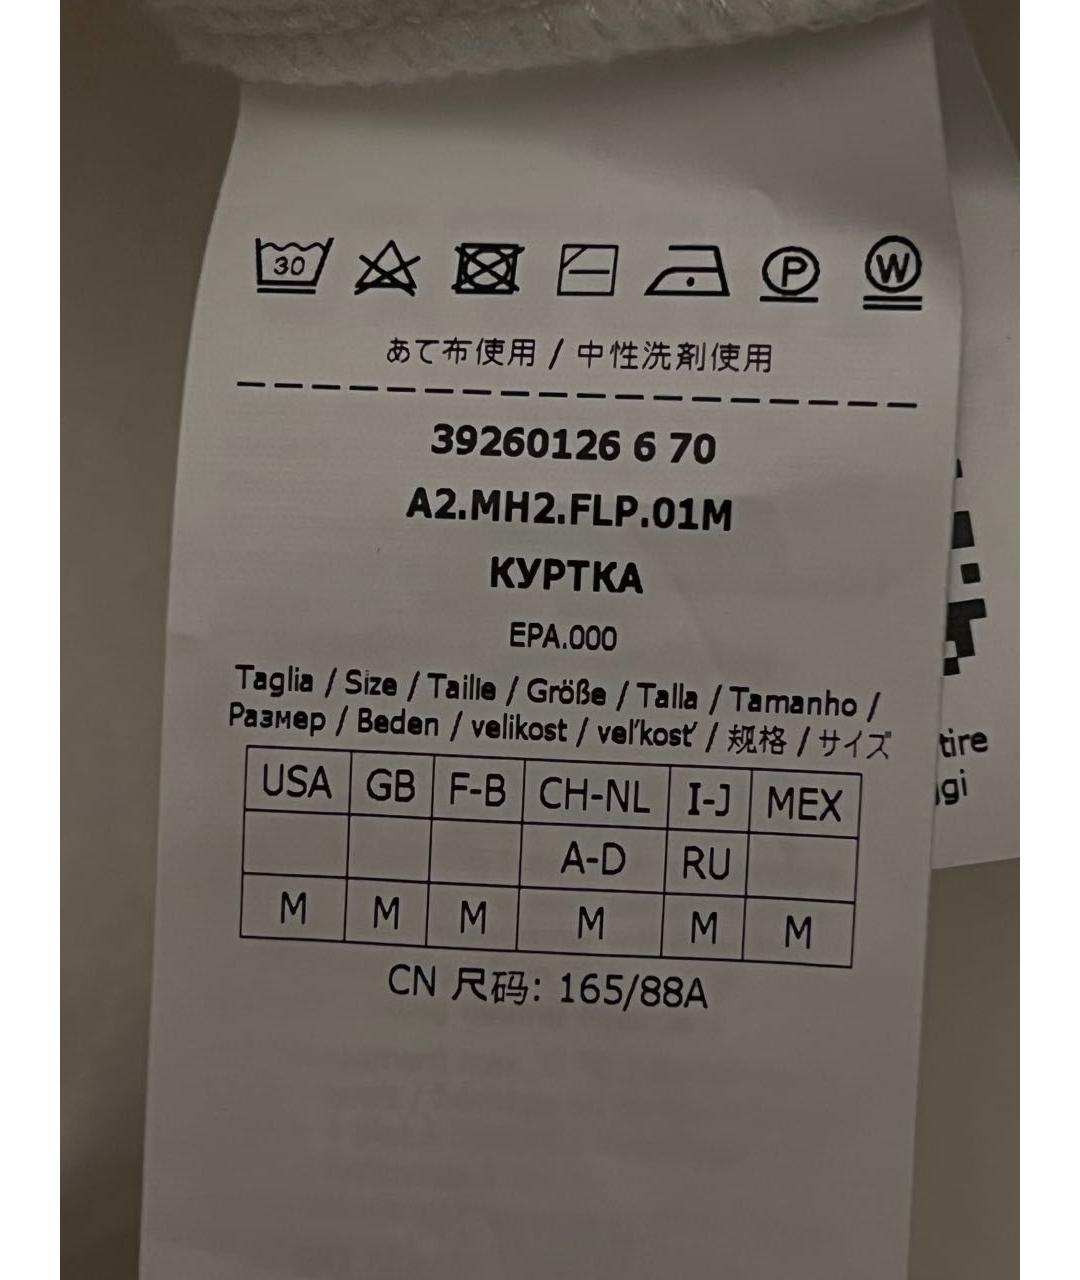 30 P W
あて布使用 / 中性洗剤使用
39260126 6 70
A2.MH2.FLP.01M
КУРТКА
EPA.000
Taglia / Size / Taille / Größe / Talla / Tamanho /
Размер / Beden / velikost / veľkosť / 规格 / サイズ
USA GB F-B CH-NL I-J MEX
A-D RU
M M M M M M
CN 尺码: 165/88A
tire
gi